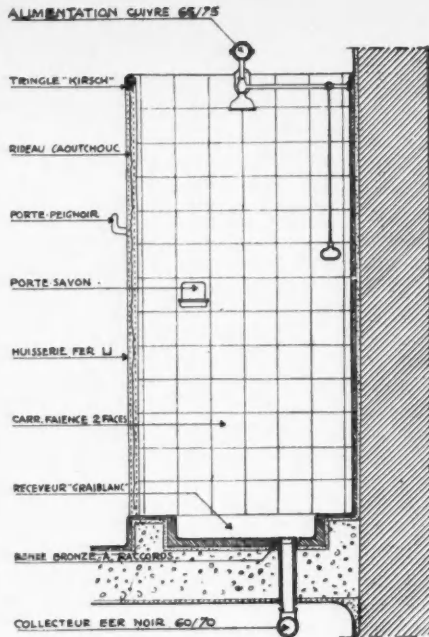 ALIMENTATION CUIVRE 65/75
TRINGLE "KIRSCH"
RIDEAU CAOUTCHOUC
PORTE-PEIGNOIR
PORTE-SAVON
HUISSERIE FER U
CARR. FAIENCE 2 FACES
RECEVEUR "GRAIBLANC"
BONDE BRONZE A RACCORDS
COLLECTEUR FER NOIR 60/70